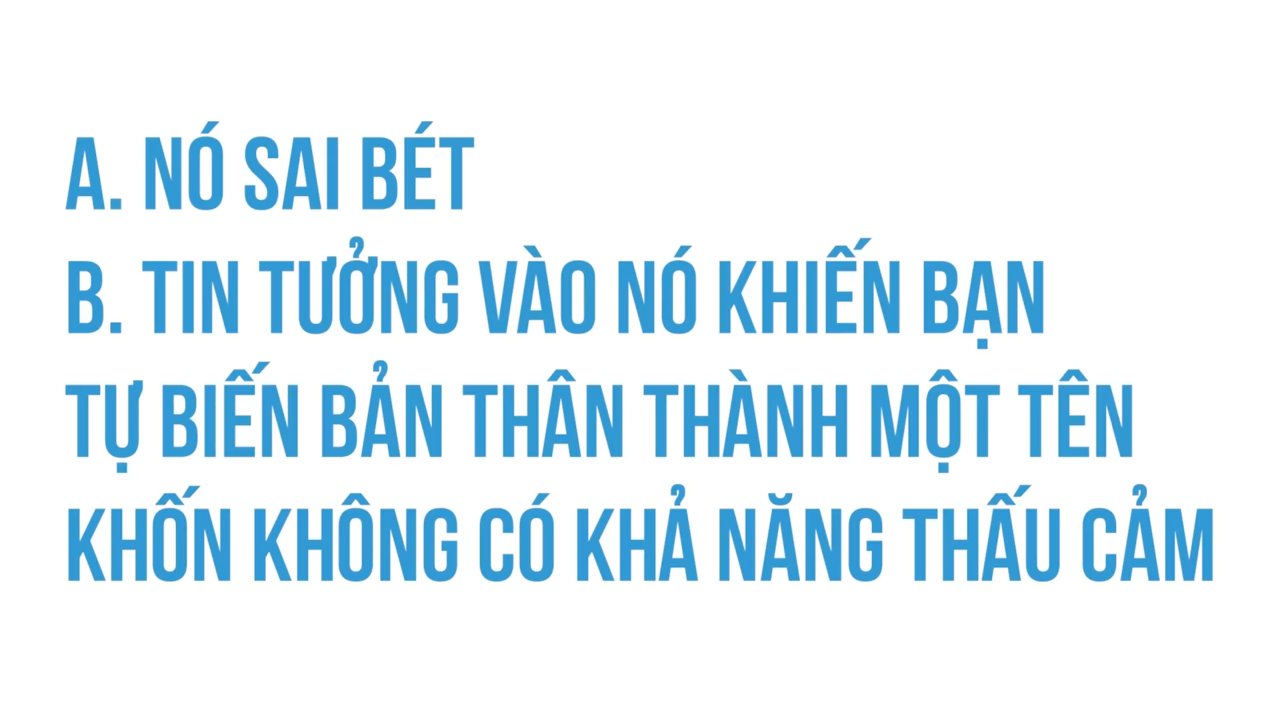 A. NÓ SAI BÉT
B. TIN TƯỞNG VÀO NÓ KHIẾN BẠN
TỰ BIẾN BẢN THÂN THÀNH MỘT TÊN
KHỐN KHÔNG CÓ KHẢ NĂNG THẤU CẢM